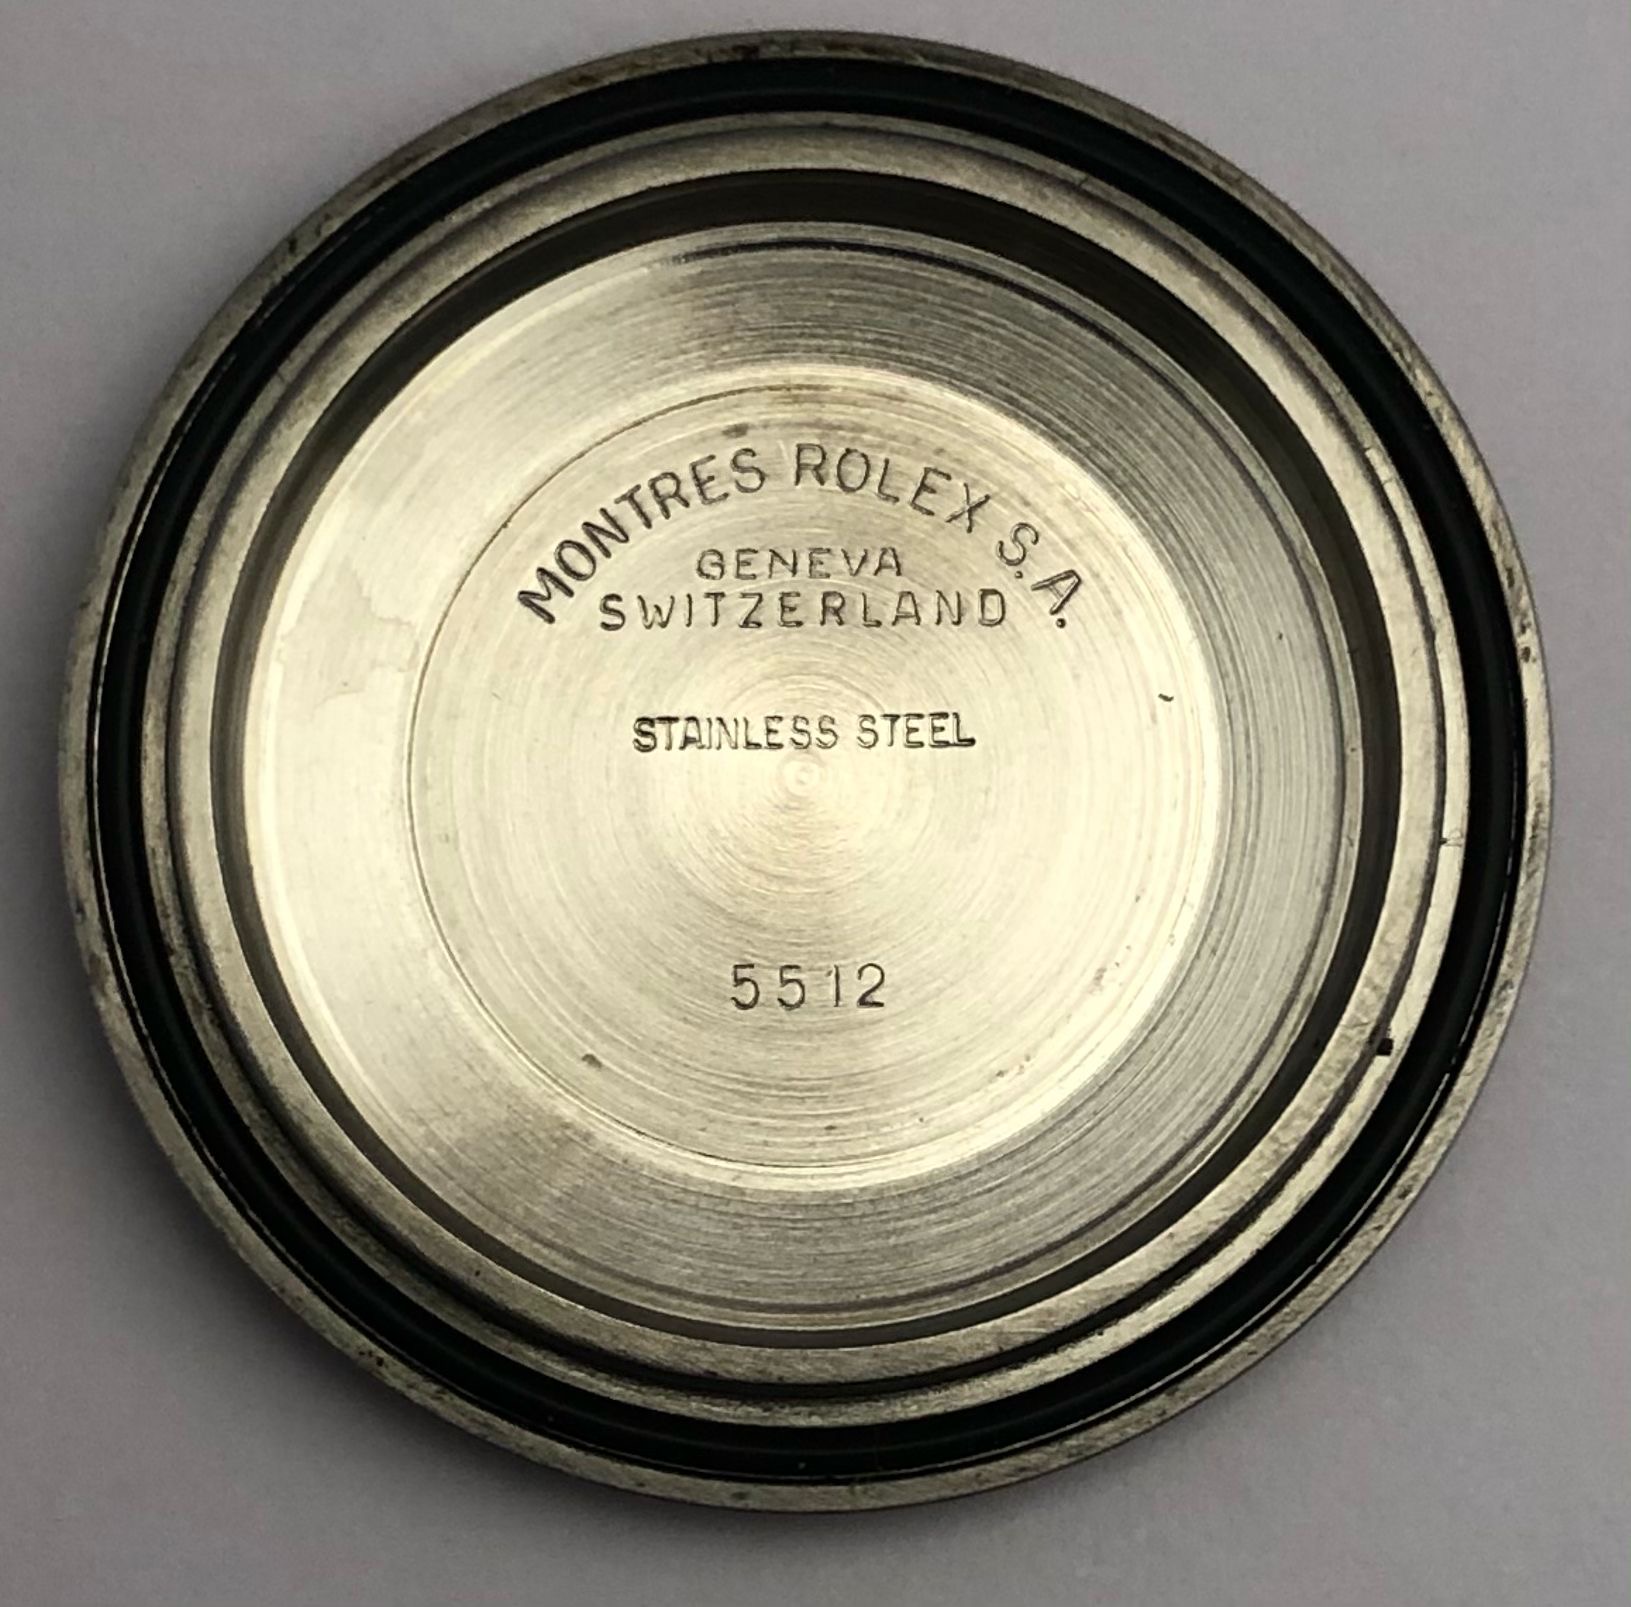 MONTRES ROLEX S.A.
GENEVA
SWITZERLAND
STAINLESS STEEL
5512